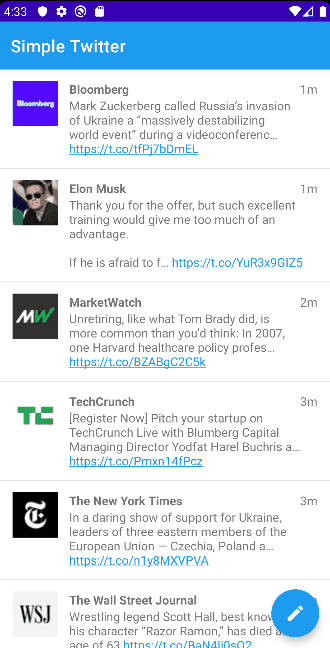 4:33
Simple Twitter
Bloomberg
Bloomberg
1m
Mark Zuckerberg called Russia's invasion
of Ukraine a “massively destabilizing
world event” during a videoconferenc…
https://t.co/tfPj7bDmEL
Elon Musk
1m
Thank you for the offer, but such excellent
training would give me too much of an
advantage.
If he is afraid to f… https://t.co/YuR3x9GIZ5
MW
MarketWatch
2m
Unretiring, like what Tom Brady did, is
more common than you'd think: In 2007,
one Harvard healthcare policy profes…
https://t.co/BZABgC2C5k
TC
TechCrunch
3m
[Register Now] Pitch your startup on
TechCrunch Live with Blumberg Capital
Managing Director Yodfat Harel Buchris a…
https://t.co/Pmxn14fPcz
T
The New York Times
3m
In a daring show of support for Ukraine,
leaders of three eastern members of the
European Union — Czechia, Poland a…
https://t.co/n1y8MXVPVA
WSJ
The Wall Street Journal
Wrestling legend Scott Hall, best kno
his character “Razor Ramon,” has died
age of 63 https://t.co/BaN4Ii0sO2